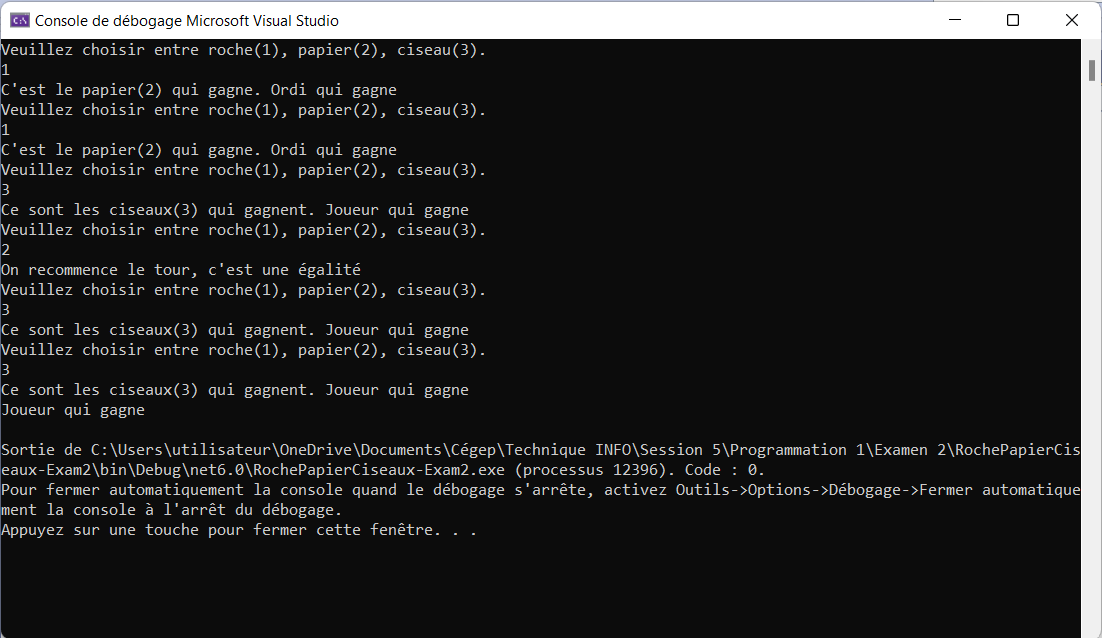 Console de débogage Microsoft Visual Studio
Veuillez choisir entre roche(1), papier(2), ciseau(3).
1
C'est le papier(2) qui gagne. Ordi qui gagne
Veuillez choisir entre roche(1), papier(2), ciseau(3).
1
C'est le papier(2) qui gagne. Ordi qui gagne
Veuillez choisir entre roche(1), papier(2), ciseau(3).
3
Ce sont les ciseaux(3) qui gagnent. Joueur qui gagne
Veuillez choisir entre roche(1), papier(2), ciseau(3).
2
On recommence le tour, c'est une égalité
Veuillez choisir entre roche(1), papier(2), ciseau(3).
3
Ce sont les ciseaux(3) qui gagnent. Joueur qui gagne
Veuillez choisir entre roche(1), papier(2), ciseau(3).
3
Ce sont les ciseaux(3) qui gagnent. Joueur qui gagne
Joueur qui gagne
Sortie de C:\Users\utilisateur\OneDrive\Documents\Cégep\Technique INFO\Session 5\Programmation 1\Examen 2\RochePapierCis
eaux-Exam2\bin\Debug\net6.0\RochePapierCiseaux-Exam2.exe (processus 12396). Code : 0.
Pour fermer automatiquement la console quand le débogage s'arrête, activez Outils->Options->Débogage->Fermer automatique
ment la console à l'arrêt du débogage.
Appuyez sur une touche pour fermer cette fenêtre. . .